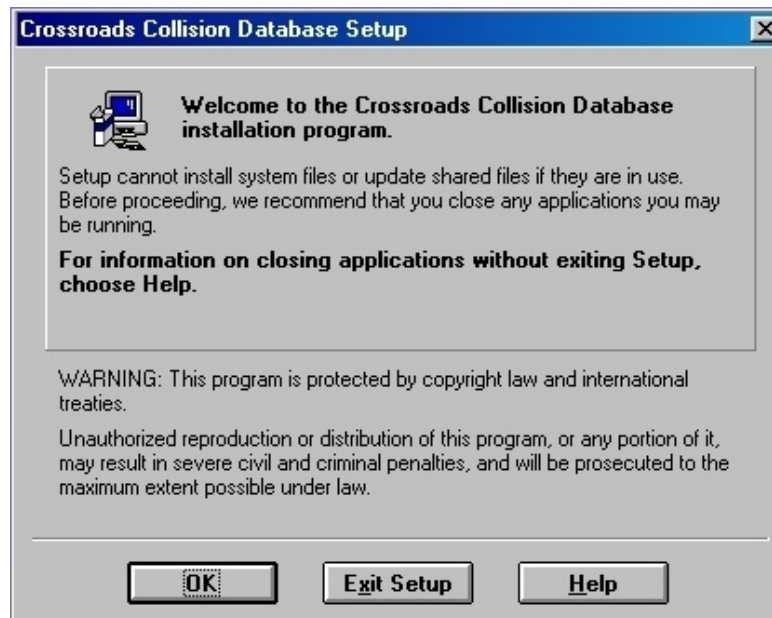 Crossroads Collision Database Setup
Welcome to the Crossroads Collision Database
installation program.
Setup cannot install system files or update shared files if they are in use.
Before proceeding, we recommend that you close any applications you may
be running.
For information on closing applications without exiting Setup,
choose Help.
WARNING: This program is protected by copyright law and international
treaties.
Unauthorized reproduction or distribution of this program, or any portion of it,
may result in severe civil and criminal penalties, and will be prosecuted to the
maximum extent possible under law.
OK
Exit Setup
Help